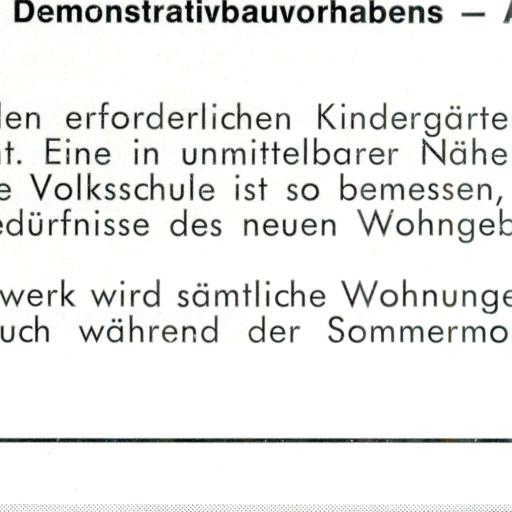 Demonstrativbauvorhabens —
erforderlichen Kindergärte
Eine in unmittelbarer Nähe
Volksschule ist so bemessen,
edürfnisse des neuen Wohngeb
werk wird sämtliche Wohnunge
uch während der Sommermo